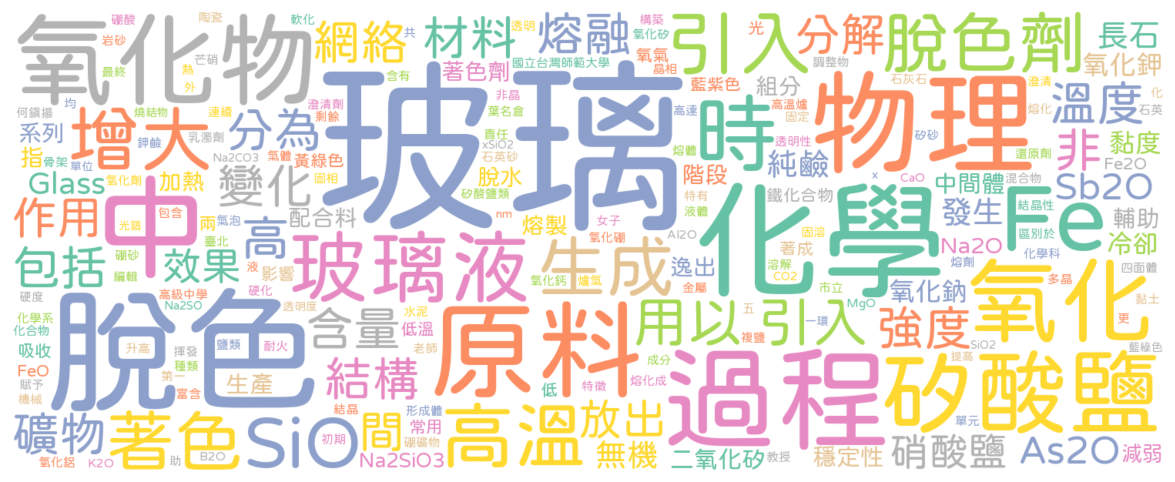 玻璃
化學
脫色
原料
過程
物理
氧化物
氧化
矽酸鹽
Fe
中
SiO
玻璃液
高溫
著色
增大
時
引入
脫色劑
生成
用以引入
網絡
材料
熔融
分解
長石
氧化鉀
溫度
黏度
非
Sb2O
純鹼
組分
階段
中間體
發生
輔助
冷卻
Na2O
氧化鈉
強度
As2O
減弱
硝酸鹽
穩定性
二氧化矽
無機
放出
間
結構
含量
Na2SiO3
礦物
包括
效果
作用
變化
高
配合料
分為
系列
指
Glass
加熱
兩
脫水
熔製
逸出
著成
鐵化合物
藍紫色
著色劑
氧氣
黃綠色
影響
低溫
低
生產
常用
吸收
FeO
硼酸
陶瓷
軟化
岩砂
芒硝
最終
熱
外
共
含有
透明
構築
氧化矽
國立台灣師範大學
晶相
光
調整物
石灰石
澄清
化
石英
熔化
高溫爐
固定
高達
葉名倉
非晶
澄清劑
剩餘
連續
燒結物
均
何鎮揚
骨架
單位
鉀鹼
乳濁劑
Na2CO3
氣體
固相
責任
xSiO2
石英砂
矽酸鹽類
熔體
透明性
矽砂
還原劑
Fe2O
混合物
CaO
x
結晶性
區別於
特有
液體
固溶
女子
氧化硼
nm
Al2O
溶解
CO2
金屬
市立
MgO
化學科
熔劑
四面體
多晶
黏土
更
藍綠色
SiO2
提高
一環
五
複鹽
成分
教授
單元
熔化成
特徵
爐氣
氧化鈣
水泥
老師
透明度
硬化
液
氣泡
臺北
包含
光譜
氧化劑
硼砂
編輯
高級中學
Na2SO
硬度
化學系
化合物
賦予
機械
升高
第一
揮發
種類
鹽類
耐火
富含
結晶
初期
形成體
硼礦物
氧化鋁
K2O
助
B2O